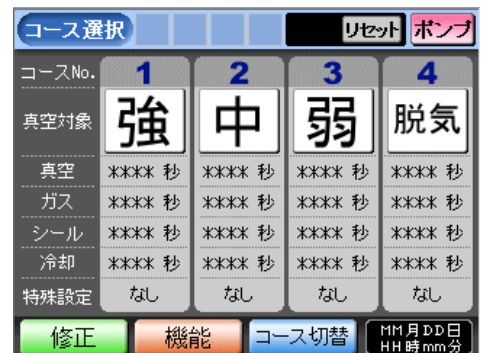 コース選択 リセット ポンプ
コースNo. 1 2 3 4
真空対象 強 中 弱 脱気
真空 **** 秒 **** 秒 **** 秒 **** 秒
ガス **** 秒 **** 秒 **** 秒 **** 秒
シール **** 秒 **** 秒 **** 秒 **** 秒
冷却 **** 秒 **** 秒 **** 秒 **** 秒
特殊設定 なし なし なし なし
修正 機能 コース切替 MM月DD日
HH時mm分